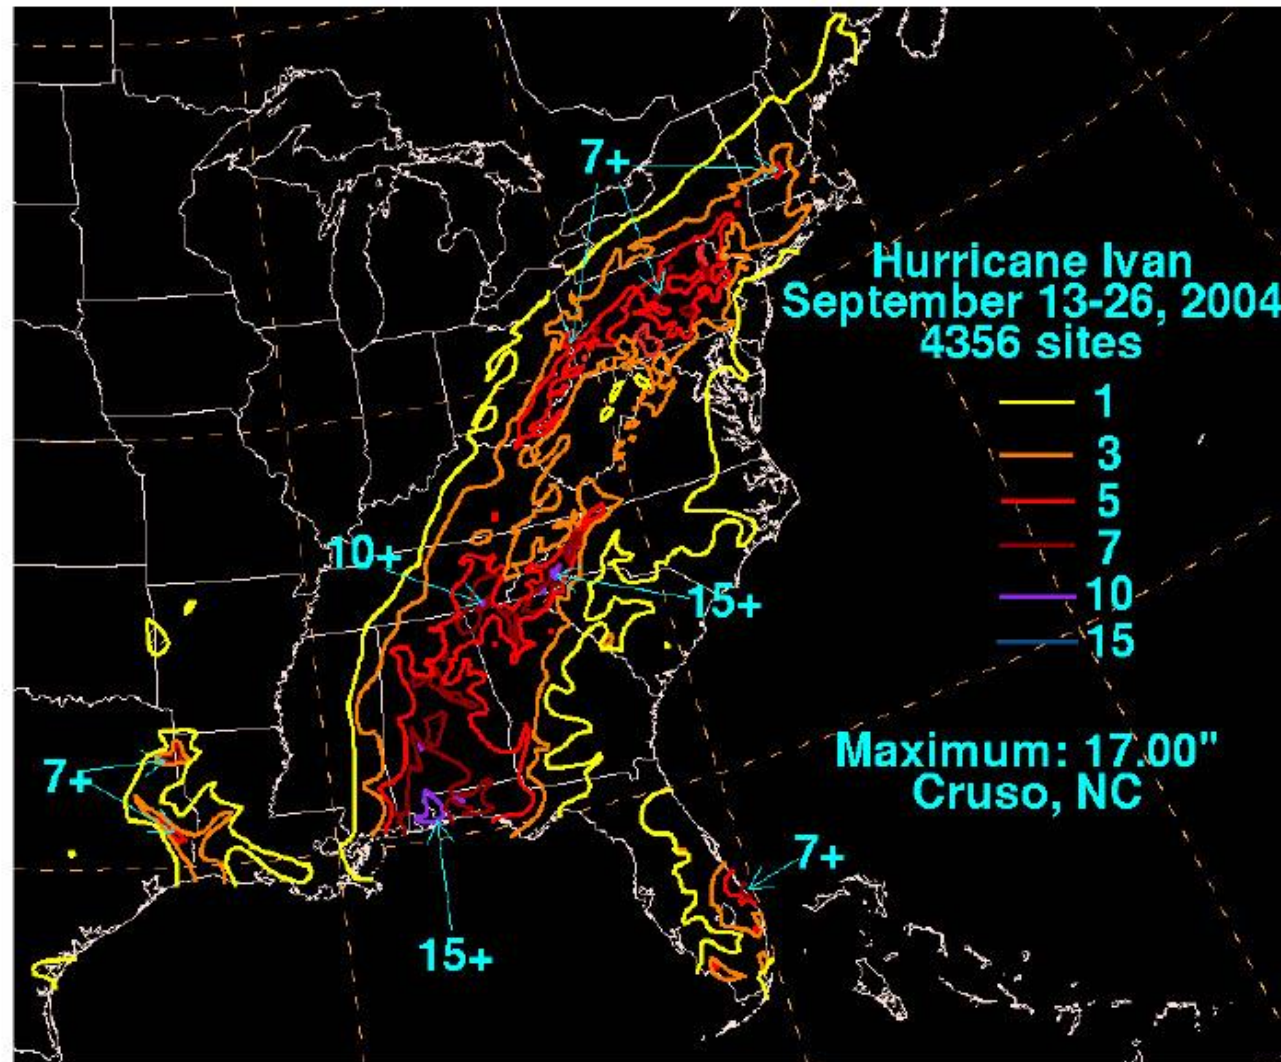 7+
Hurricane Ivan
September 13-26, 2004
4356 sites
1
3
5
7
10
15
10+
15+
7+
Maximum: 17.00"
Cruso, NC
7+
15+